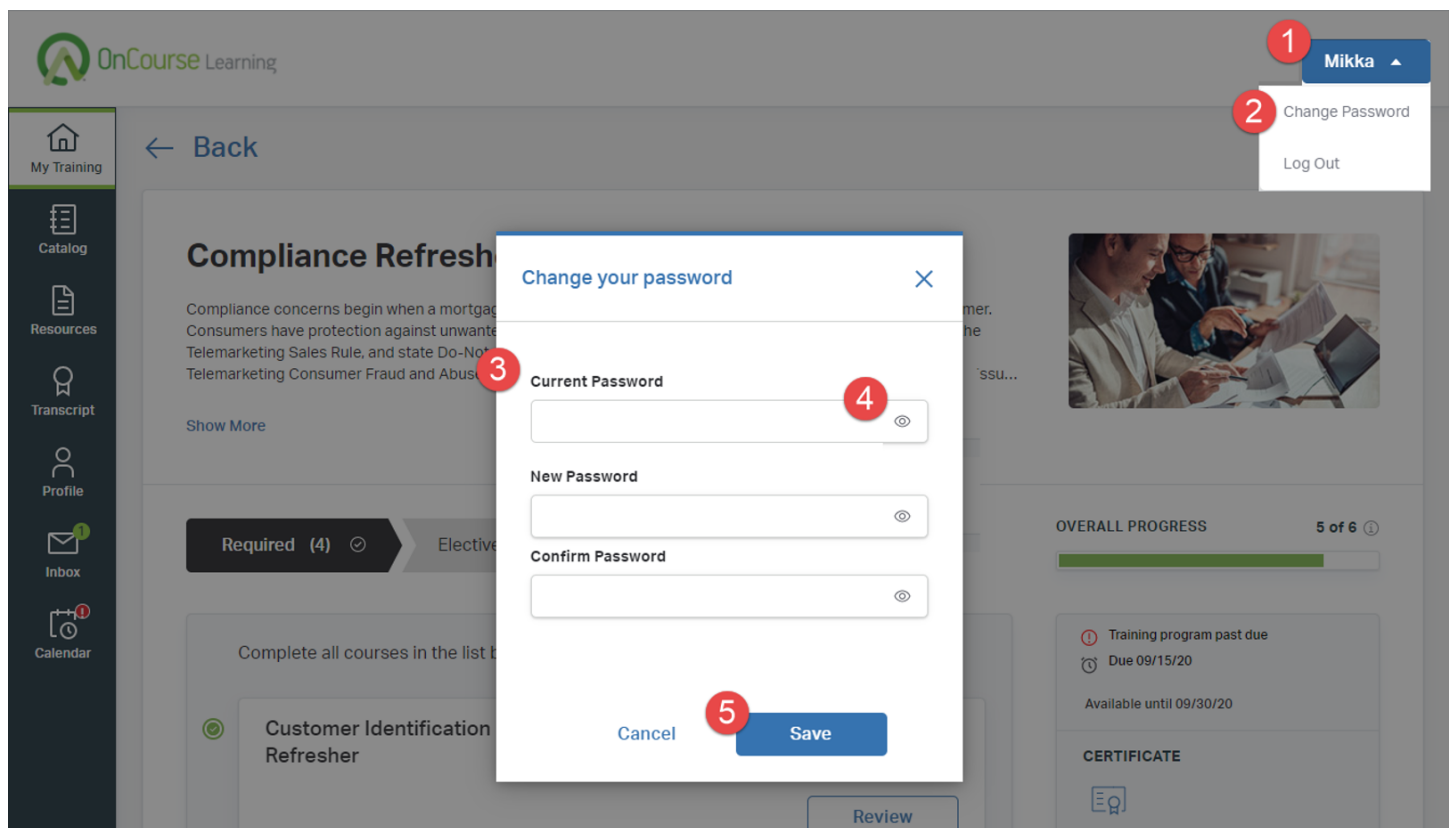 OnCourse Learning
1
Mikka
2
Change Password
Log Out
My Training
Catalog
Resources
Transcript
Profile
1
Inbox
Calendar
Back
Compliance Refresh
Compliance concerns begin when a mortgag
mer.
Consumers have protection against unwante
he
Telemarketing Sales Rule, and state Do-Not
Telemarketing Consumer Fraud and Abus
ssu...
Show More
Required (4)
Elective
Complete all courses in the list b
Customer Identification
Refresher
Review
Change your password
3
Current Password
4
New Password
Confirm Password
Cancel
5
Save
OVERALL PROGRESS
5 of 6
Training program past due
Due 09/15/20
Available until 09/30/20
CERTIFICATE